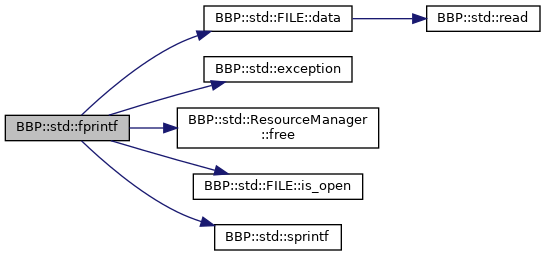 BBP::std::fprintf
BBP::std::FILE::data
BBP::std::read
BBP::std::exception
BBP::std::ResourceManager
::free
BBP::std::FILE::is_open
BBP::std::sprintf